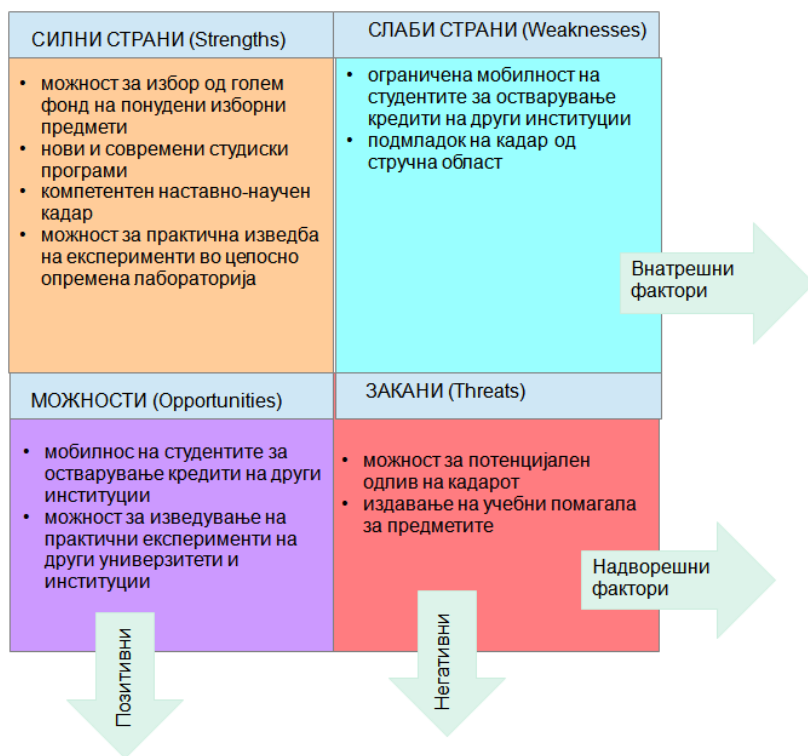 СИЛНИ СТРАНИ (Strengths)
• можност за избор од голем
фонд на понудени изборни
предмети
• нови и современи студиски
програми
• компетентен наставно-научен
кадар
• можност за практична изведба
на експерименти во целосно
опремена лабораторија
СЛАБИ СТРАНИ (Weaknesses)
• ограничена мобилност на
студентите за остварување
кредити на други институции
• подмладок на кадар од
стручна област
Внатрешни
фактори
МОЖНОСТИ (Opportunities)
• мобилнос на студентите за
остварување кредити на други
институции
• можност за изведување на
практични експерименти на
други универзитети и
институции
ЗАКАНИ (Threats)
• можност за потенцијален
одлив на кадарот
• издавање на учебни помагала
за предметите
Надворешни
фактори
Позитивни
Негативни